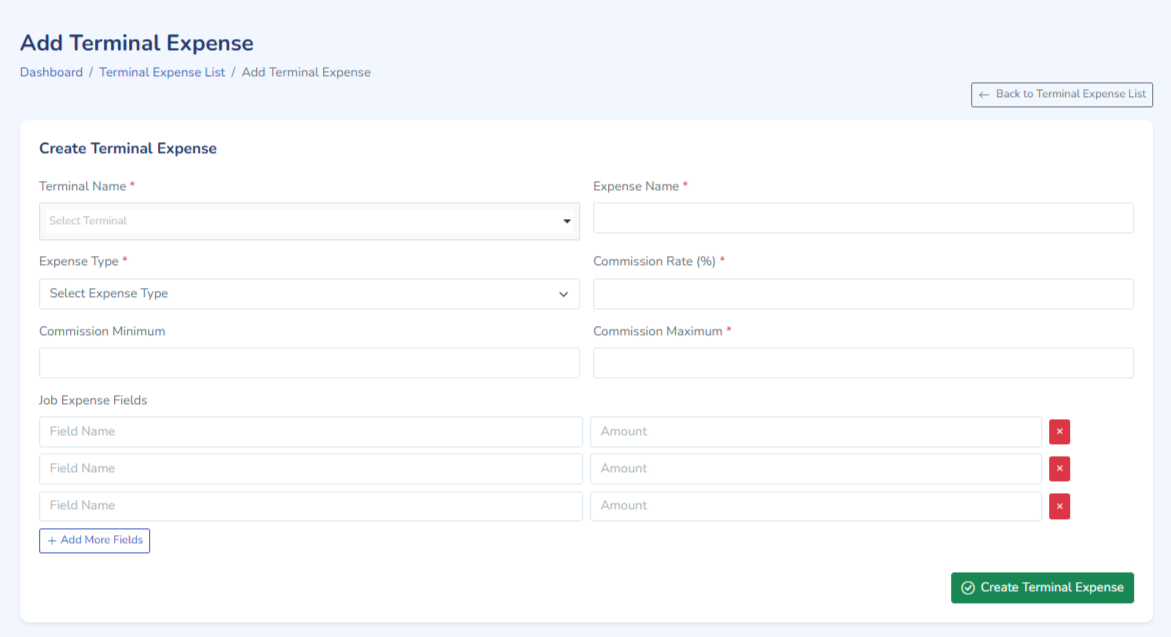 Add Terminal Expense
Dashboard / Terminal Expense List / Add Terminal Expense
← Back to Terminal Expense List
Create Terminal Expense
Terminal Name * Expense Name *
Select Terminal
Expense Type * Commission Rate (%) *
Select Expense Type
Commission Minimum Commission Maximum *
Job Expense Fields
Field Name Amount ×
Field Name Amount ×
Field Name Amount ×
+ Add More Fields
Create Terminal Expense